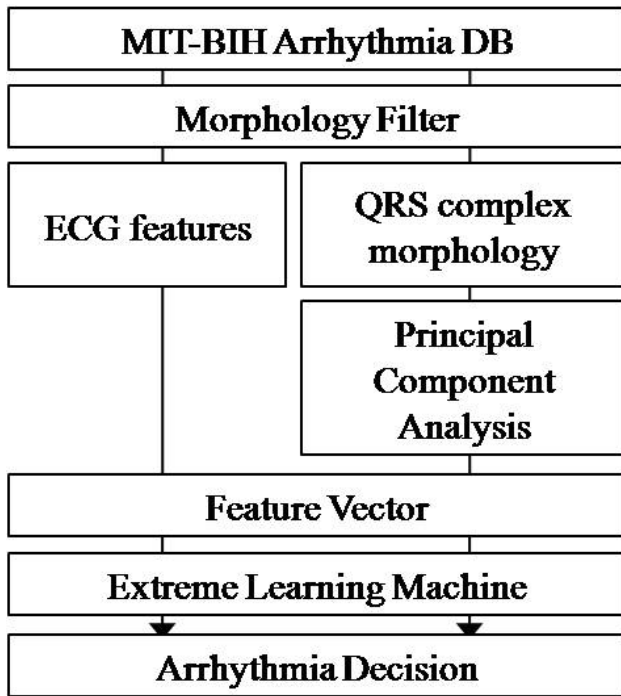 MIT-BIH Arrhythmia DB
Morphology Filter
ECG features
QRS complex
morphology
Principal
Component
Analysis
Feature Vector
Extreme Learning Machine
Arrhythmia Decision